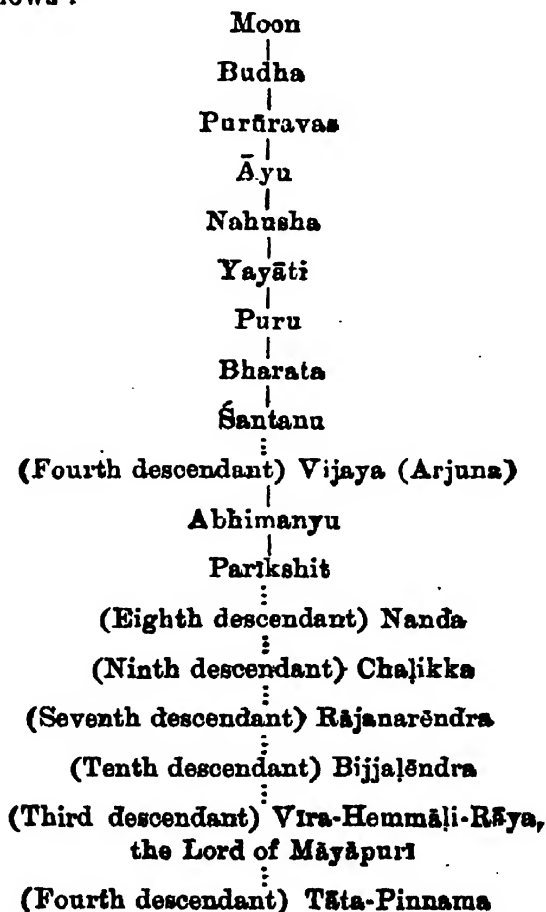 Moon
Budha
Purūravas
Āyu
Nahusha
Yayāti
Puru
Bharata
Śantanu
(Fourth descendant) Vijaya (Arjuna)
Abhimanyu
Parīkshit
(Eighth descendant) Nanda
(Ninth descendant) Chaḷikka
(Seventh descendant) Rājanarēndra
(Tenth descendant) Bijjaḷēndra
(Third descendant) Vīra-Hemmāḷi-Rāya,
the Lord of Māyāpurī
(Fourth descendant) Tāta-Pinnama